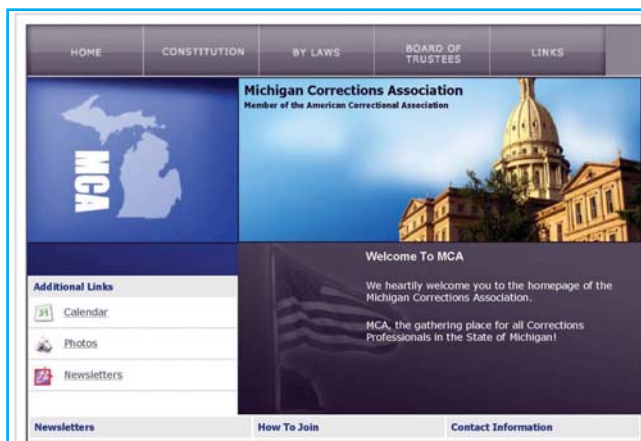 HOME
CONSTITUTION
BY LAWS
BOARD OF
TRUSTEES
LINKS
MCA
Michigan Corrections Association
Member of the American Correctional Association
Welcome To MCA
We heartily welcome you to the homepage of the
Michigan Corrections Association.
MCA, the gathering place for all Corrections
Professionals in the State of Michigan!
Additional Links
31
Calendar
Photos
Newsletters
Newsletters
How To Join
Contact Information